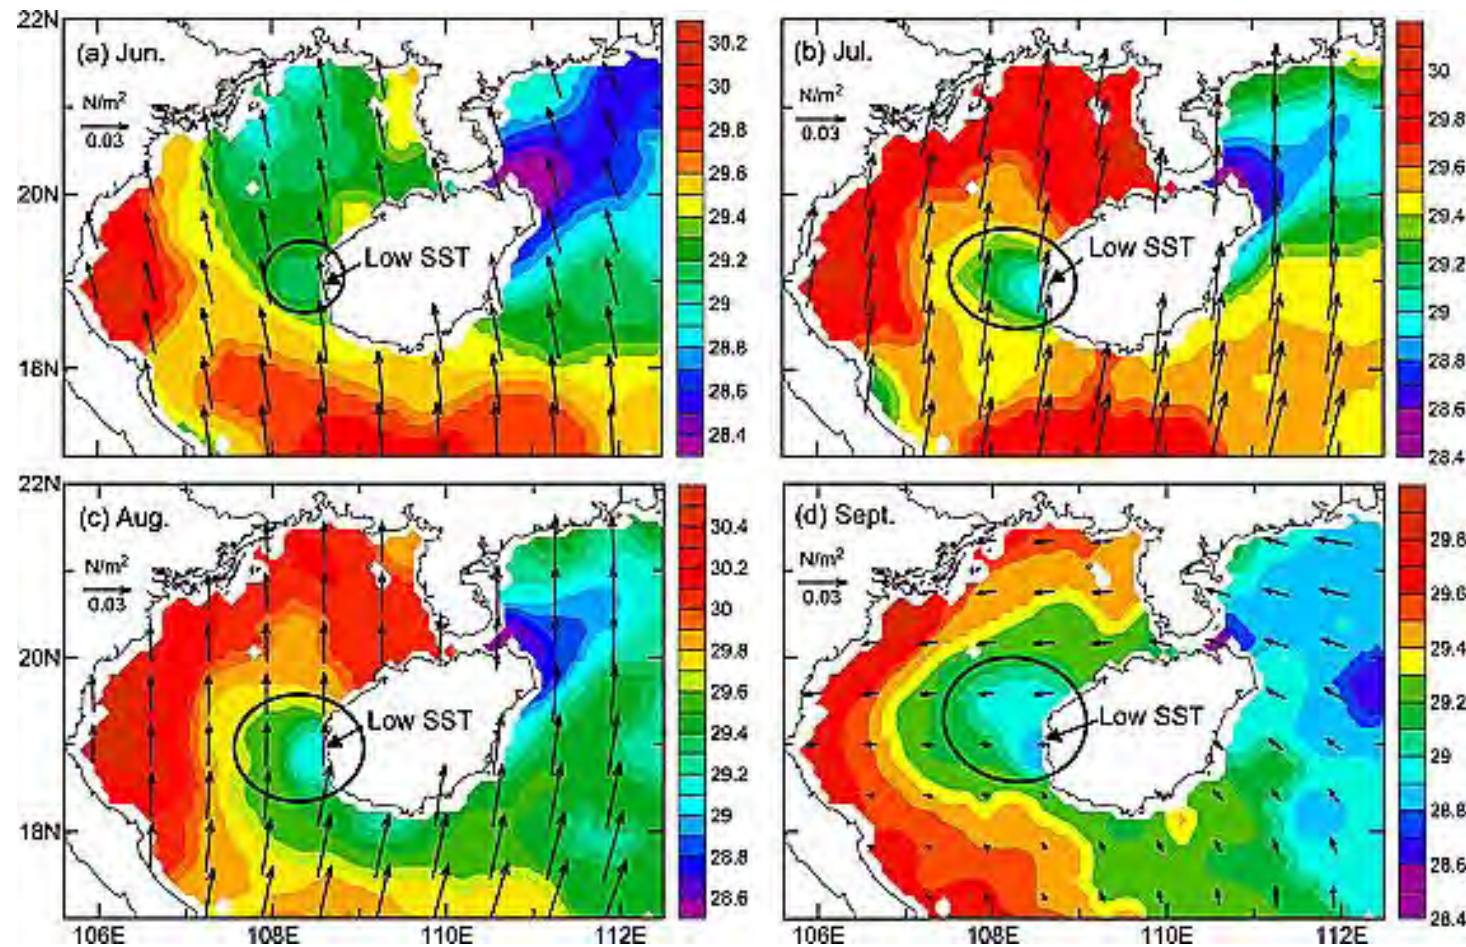 22N
20N
18N
(a) Jun.
N/m²
0.03
Low SST
30.2
30
29.8
29.6
29.4
29.2
29
28.8
28.6
28.4
(b) Jul.
N/m²
0.03
Low SST
30
29.8
29.6
29.4
29.2
29
28.8
28.6
28.4
22N
20N
18N
(c) Aug.
N/m²
0.03
Low SST
106E 108E 110E 112E
30.4
30.2
30
29.8
29.6
29.4
29.2
29
28.8
28.6
(d) Sept.
N/m²
0.03
Low SST
106E 108E 110E 112E
29.8
29.6
29.4
29.2
29
28.8
28.6
28.4